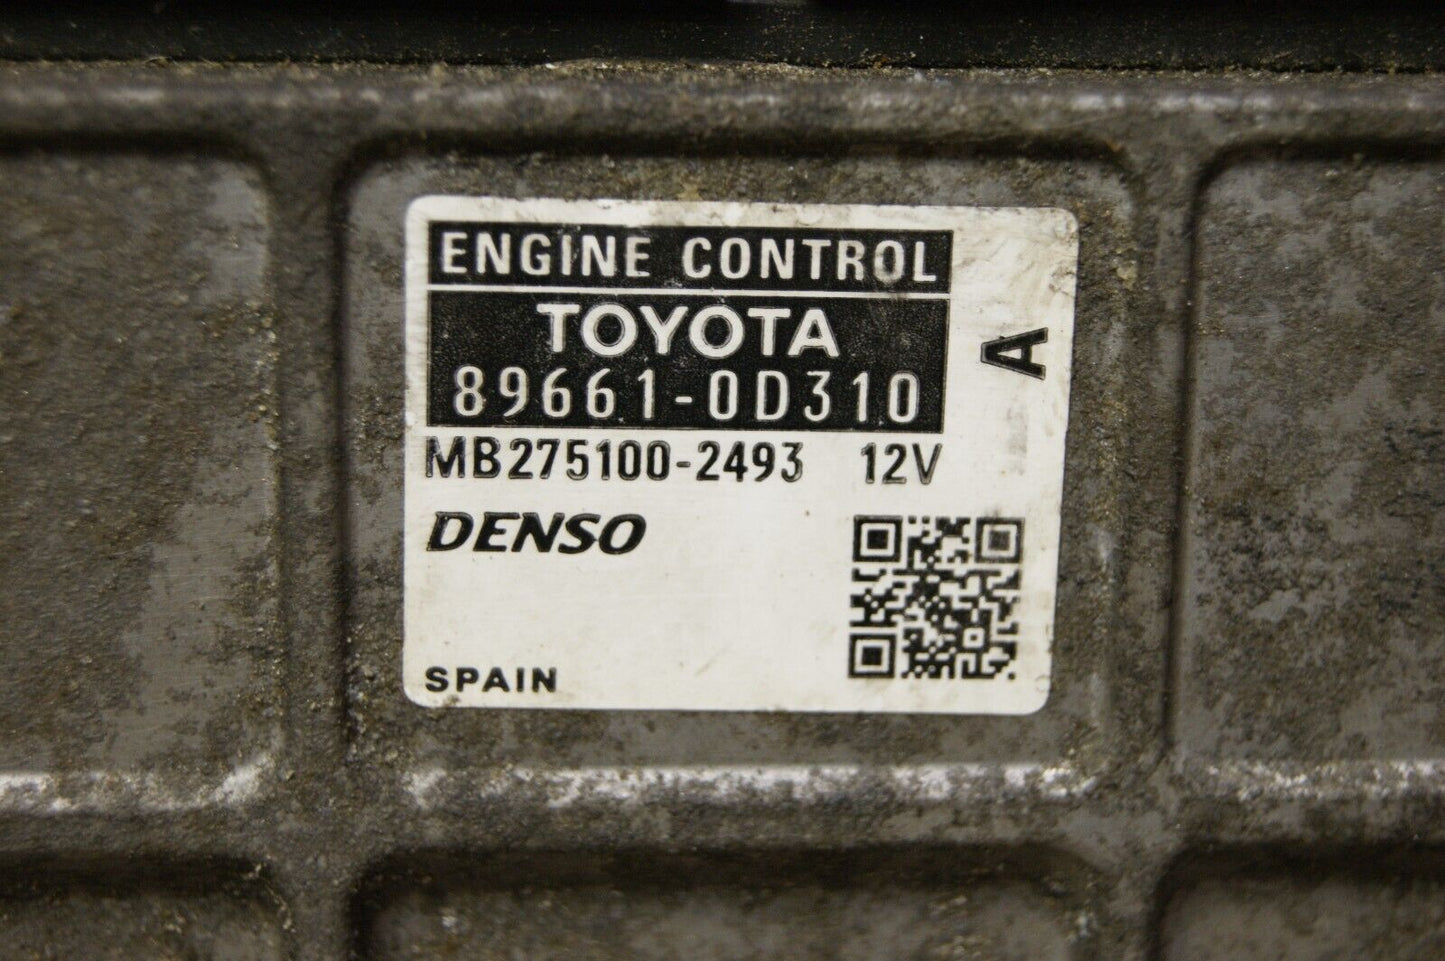 ENGINE CONTROL
TOYOTA
89661-0D310
A
MB275100-2493 12V
DENSO
SPAIN